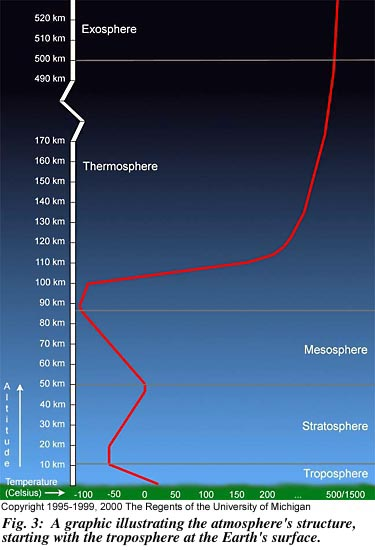 520 km
Exosphere
510 km
500 km
490 km
170 km
Thermosphere
160 km
150 km
140 km
130 km
120 km
110 km
100 km
90 km
80 km
70 km
Mesosphere
60 km
50 km
40 km
30 km
Stratosphere
20 km
10 km
Troposphere
Altitude
Temperature
(Celsius) -100 -50 0 50 100 150 200 ... 500/1500
Copyright 1995-1999, 2000 The Regents of the University of Michigan
Fig. 3: A graphic illustrating the atmosphere's structure,
starting with the troposphere at the Earth's surface.